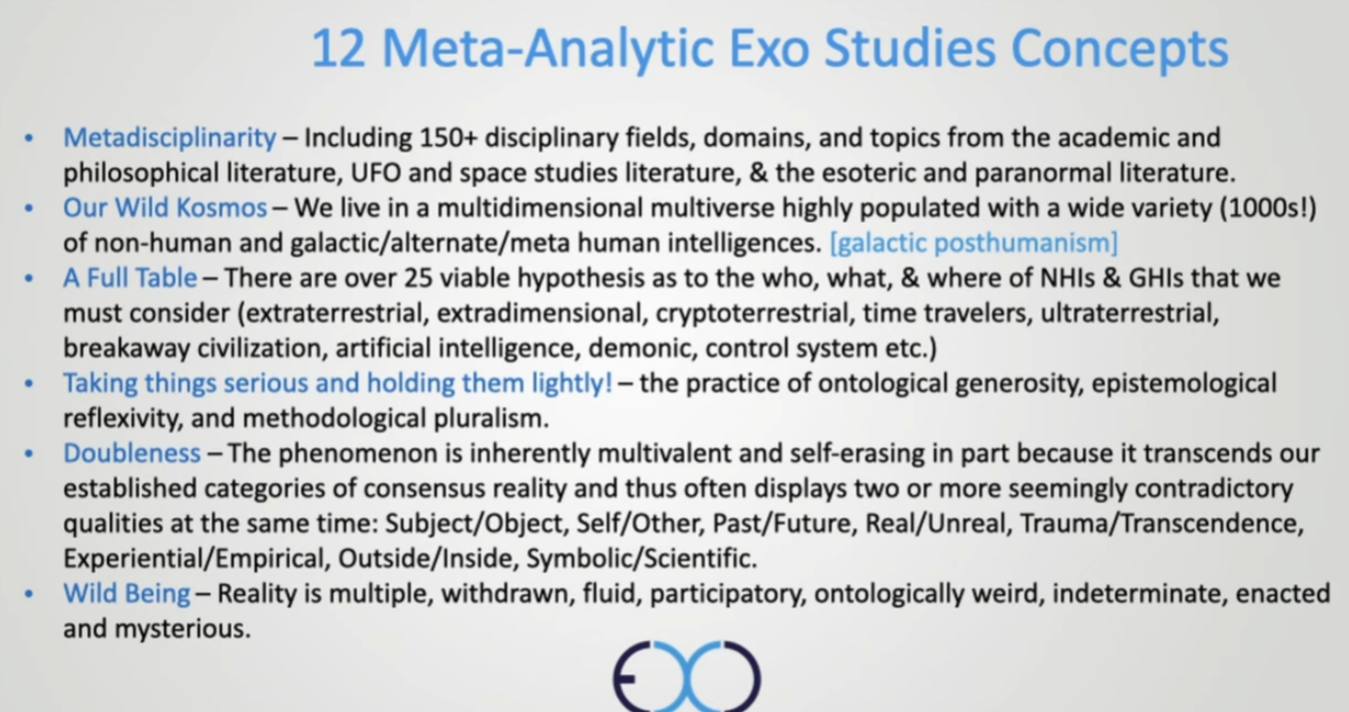 12 Meta-Analytic Exo Studies Concepts
• Metadisciplinarity – Including 150+ disciplinary fields, domains, and topics from the academic and
philosophical literature, UFO and space studies literature, & the esoteric and paranormal literature.
• Our Wild Kosmos – We live in a multidimensional multiverse highly populated with a wide variety (1000s!)
of non-human and galactic/alternate/meta human intelligences. [galactic posthumanism]
• A Full Table – There are over 25 viable hypothesis as to the who, what, & where of NHIs & GHIs that we
must consider (extraterrestrial, extradimensional, cryptoterrestrial, time travelers, ultraterrestrial,
breakaway civilization, artificial intelligence, demonic, control system etc.)
• Taking things serious and holding them lightly! – the practice of ontological generosity, epistemological
reflexivity, and methodological pluralism.
• Doubleness – The phenomenon is inherently multivalent and self-erasing in part because it transcends our
established categories of consensus reality and thus often displays two or more seemingly contradictory
qualities at the same time: Subject/Object, Self/Other, Past/Future, Real/Unreal, Trauma/Transcendence,
Experiential/Empirical, Outside/Inside, Symbolic/Scientific.
• Wild Being – Reality is multiple, withdrawn, fluid, participatory, ontologically weird, indeterminate, enacted
and mysterious.
EXO